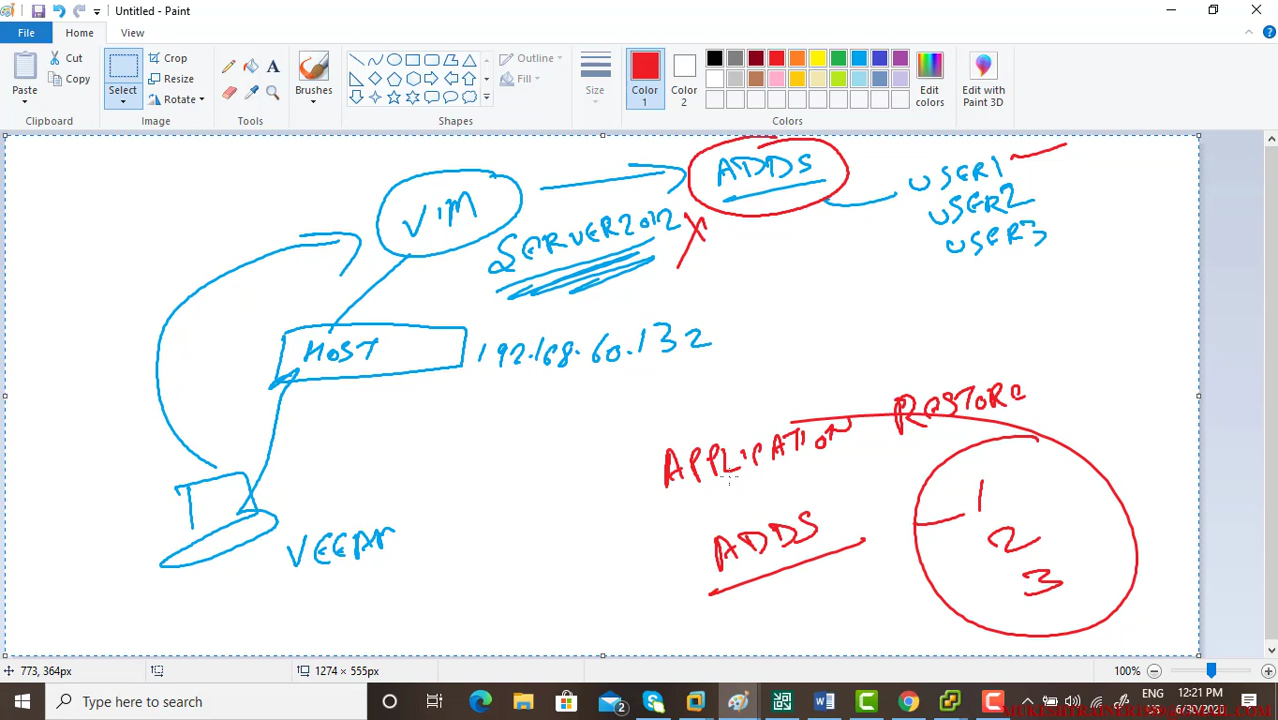 Untitled - Paint
File
Home
View
Paste
Cut
Copy
Clipboard
Select
Crop
Resize
Rotate
Image
Tools
Brushes
Outline
Fill
Shapes
Size
Color
1
Color
2
Colors
Edit
colors
Edit with
Paint 3D
VM
ADDS
SERVER2012
USER1
USER2
USER3
HOST
192.168.60.132
VEEAM
APPLICATION RESTORE
ADDS
1
2
3
773, 364px
1274 × 555px
100%
Type here to search
2
ENG
US
12:21 PM
6/30/2020